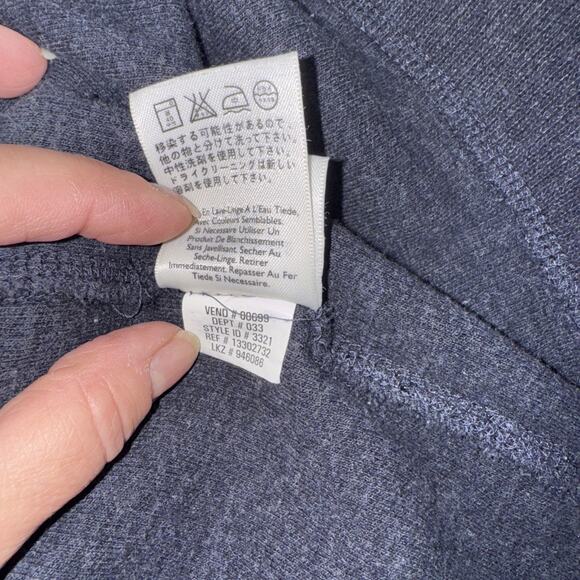 移染する可能性があるので、
他の物と分けて洗って下さい。
中性洗剤を使用して下さい。
ドライクリーニングは新しい
溶剤を使用して下さい。
En Lave-Linge A L'Eau Tiede,
Avec Couleurs Semblables.
Si Necessaire Utiliser Un
Produit De Blanchissement
Sans Javellisant. Secher Au
Seche-Linge. Retirer
Immediatement. Repasser Au Fer
Tiede Si Necessaire.
VEND # 00699
DEPT # 033
STYLE ID # 3321
REF # 13302732
LKZ # 946086